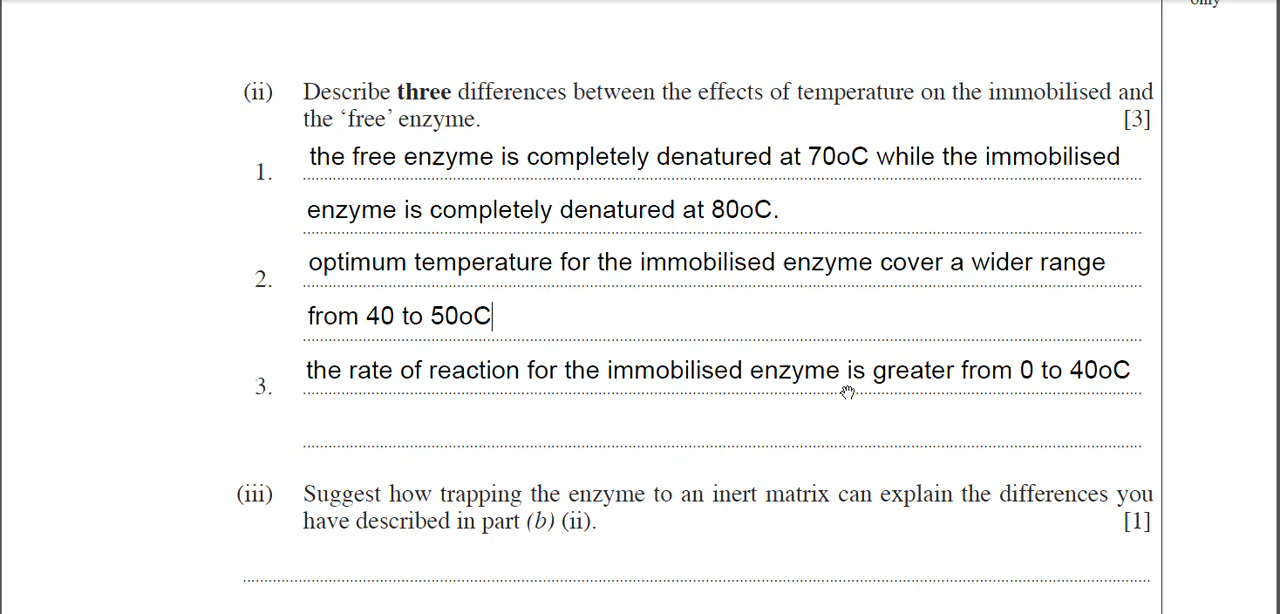 only
(ii) Describe three differences between the effects of temperature on the immobilised and
the ‘free’ enzyme. [3]
the free enzyme is completely denatured at 70oC while the immobilised
1.
enzyme is completely denatured at 80oC.
optimum temperature for the immobilised enzyme cover a wider range
2.
from 40 to 50oC
the rate of reaction for the immobilised enzyme is greater from 0 to 40oC
3.
(iii) Suggest how trapping the enzyme to an inert matrix can explain the differences you
have described in part (b) (ii). [1]